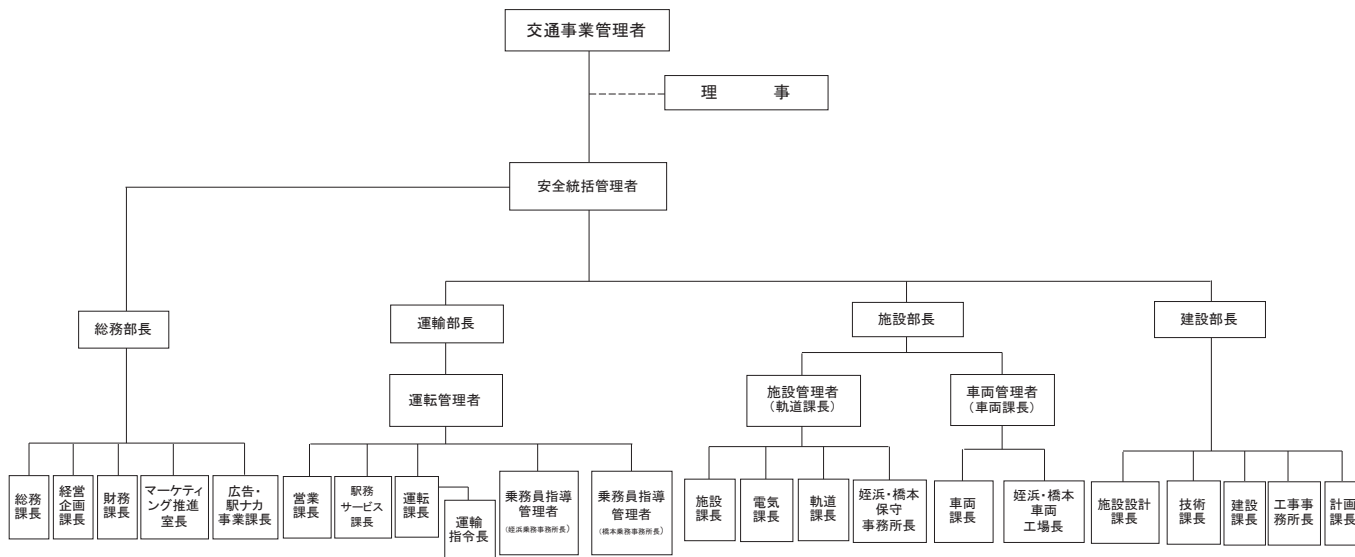 交通事業管理者
理　事
安全統括管理者
総務部長
運輸部長
施設部長
建設部長
運転管理者
施設管理者
（軌道課長）
車両管理者
（車両課長）
総務
課長
経営
企画
課長
財務
課長
マーケティ
ング推進
室長
広告・
駅ナカ
事業課長
営業
課長
駅務
サービス
課長
運転
課長
運輸
指令長
乗務員指導
管理者
（姪浜乗務事務所長）
乗務員指導
管理者
（橋本乗務事務所長）
施設
課長
電気
課長
軌道
課長
姪浜・橋本
保守
事務所長
車両
課長
姪浜・橋本
車両
工場長
施設設計
課長
技術
課長
建設
課長
工事事
務所長
計画
課長